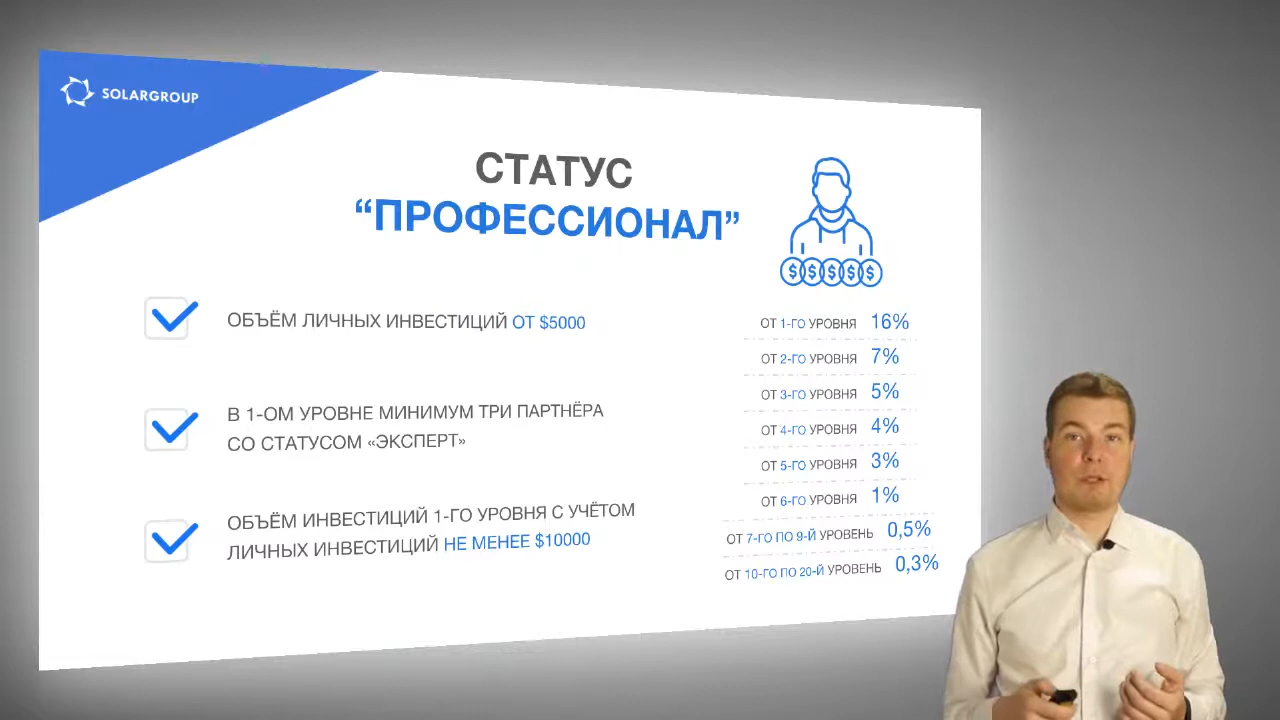 SOLARGROUP
СТАТУС
“ПРОФЕССИОНАЛ”
ОБЪЁМ ЛИЧНЫХ ИНВЕСТИЦИЙ ОТ $5000
В 1-ОМ УРОВНЕ МИНИМУМ ТРИ ПАРТНЁРА
СО СТАТУСОМ «ЭКСПЕРТ»
ОБЪЁМ ИНВЕСТИЦИЙ 1-ГО УРОВНЯ С УЧЁТОМ
ЛИЧНЫХ ИНВЕСТИЦИЙ НЕ МЕНЕЕ $10000
$ $ $ $ $
ОТ 1-ГО УРОВНЯ 16%
ОТ 2-ГО УРОВНЯ 7%
ОТ 3-ГО УРОВНЯ 5%
ОТ 4-ГО УРОВНЯ 4%
ОТ 5-ГО УРОВНЯ 3%
ОТ 6-ГО УРОВНЯ 1%
ОТ 7-ГО ПО 9-Й УРОВЕНЬ 0,5%
ОТ 10-ГО ПО 20-Й УРОВЕНЬ 0,3%